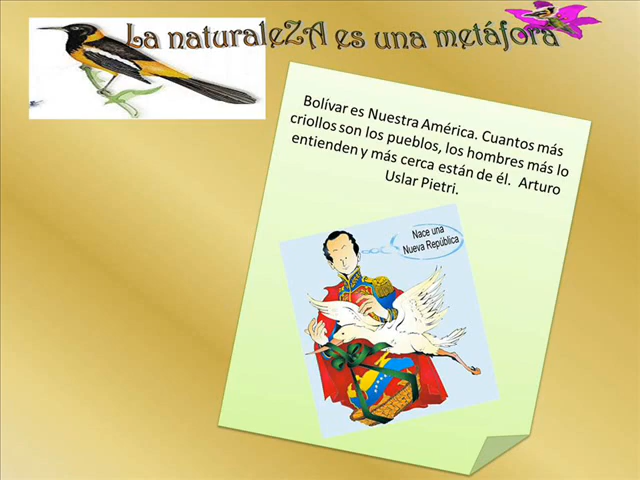 La naturaleZA es una metáfora
Bolívar es Nuestra América. Cuantos más
criollos son los pueblos, los hombres más lo
entienden y más cerca están de él.  Arturo
Uslar Pietri.
Nace una
Nueva República